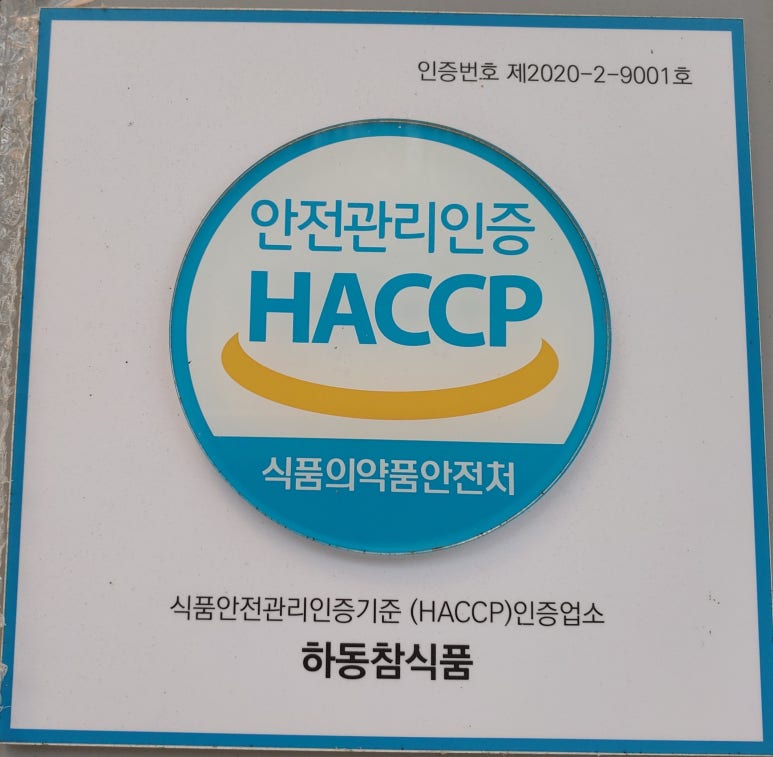 인증번호 제2020-2-9001호
안전관리인증
HACCP
식품의약품안전처
식품안전관리인증기준 (HACCP)인증업소
하동참식품